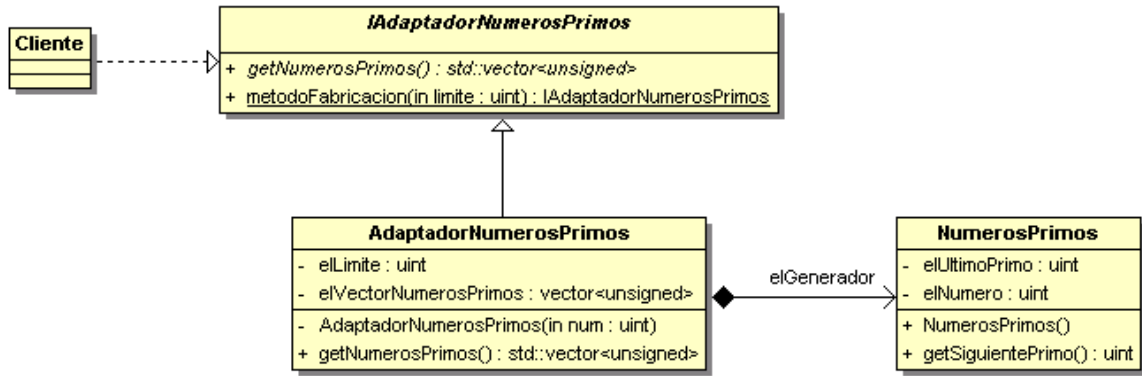 IAdaptadorNumerosPrimos
Cliente
+ getNumerosPrimos() : std::vector<unsigned>
+ metodoFabricacion(in limite : uint) : IAdaptadorNumerosPrimos
AdaptadorNumerosPrimos
- elLimite : uint
- elVectorNumerosPrimos : vector<unsigned>
- AdaptadorNumerosPrimos(in num : uint)
+ getNumerosPrimos() : std::vector<unsigned>
elGenerador
NumerosPrimos
- elUltimoPrimo : uint
- elNumero : uint
+ NumerosPrimos()
+ getSiguientePrimo() : uint